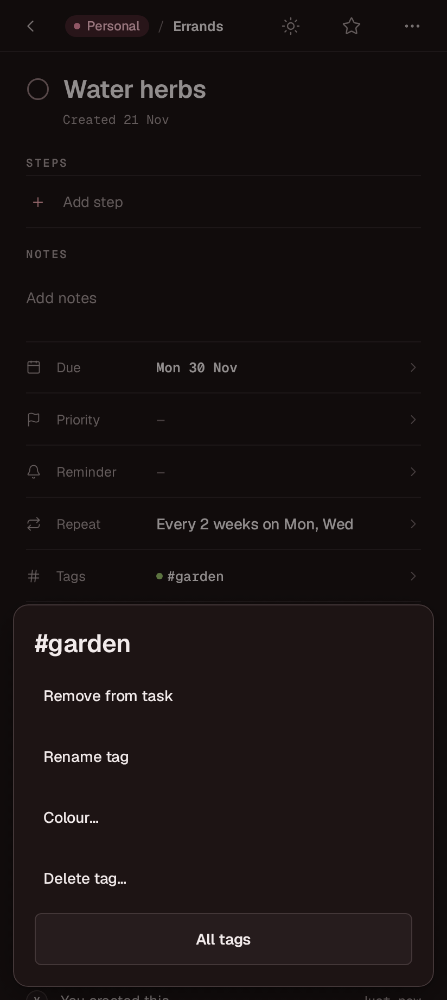 Personal / Errands
Water herbs
Created 21 Nov
STEPS
+ Add step
NOTES
Add notes
Due Mon 30 Nov
Priority –
Reminder –
Repeat Every 2 weeks on Mon, Wed
Tags #garden
#garden
Remove from task
Rename tag
Colour…
Delete tag…
All tags
You created this Just now